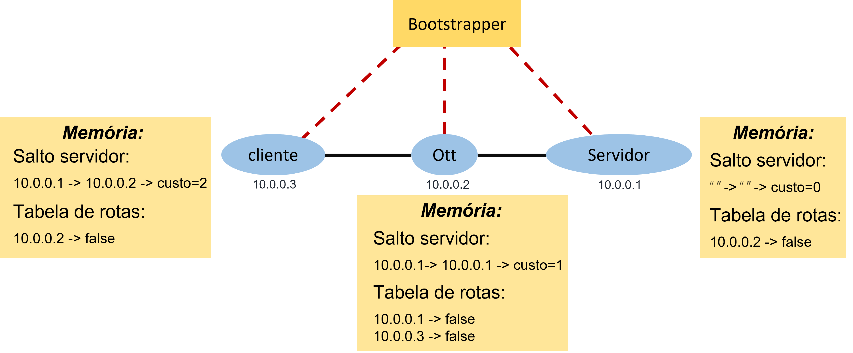 Bootstrapper
cliente
Ott
Servidor
10.0.0.3
10.0.0.2
10.0.0.1
Memória:
Salto servidor:
10.0.0.1 -> 10.0.0.2 -> custo=2
Tabela de rotas:
10.0.0.2 -> false
Memória:
Salto servidor:
10.0.0.1-> 10.0.0.1 -> custo=1
Tabela de rotas:
10.0.0.1 -> false
10.0.0.3 -> false
Memória:
Salto servidor:
“ ” -> “ ” -> custo=0
Tabela de rotas:
10.0.0.2 -> false